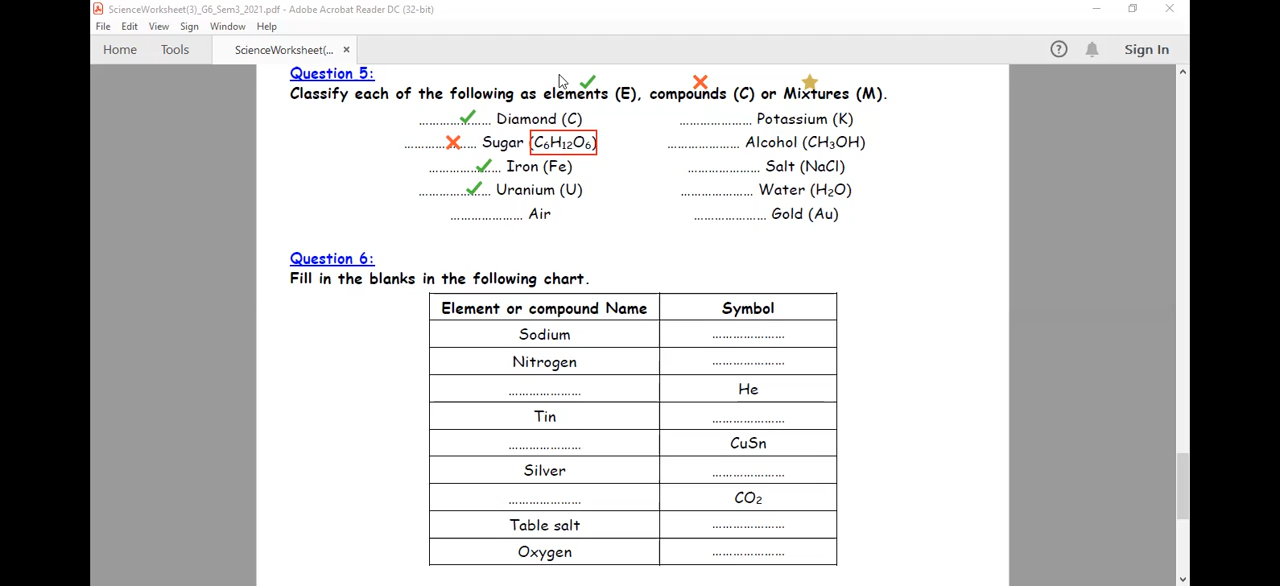 ScienceWorksheet(3)_G6_Sem3_2021.pdf - Adobe Acrobat Reader DC (32-bit)
File Edit View Sign Window Help
Home Tools ScienceWorksheet(... × Sign In
Question 5:
Classify each of the following as elements (E), compounds (C) or Mixtures (M).
………………… Diamond (C) ………………… Potassium (K)
………………… Sugar (C₆H₁₂O₆) ………………… Alcohol (CH₃OH)
………………… Iron (Fe) ………………… Salt (NaCl)
………………… Uranium (U) ………………… Water (H₂O)
………………… Air ………………… Gold (Au)
Question 6:
Fill in the blanks in the following chart.
Element or compound Name Symbol
Sodium …………………
Nitrogen …………………
………………… He
Tin …………………
………………… CuSn
Silver …………………
………………… CO₂
Table salt …………………
Oxygen …………………